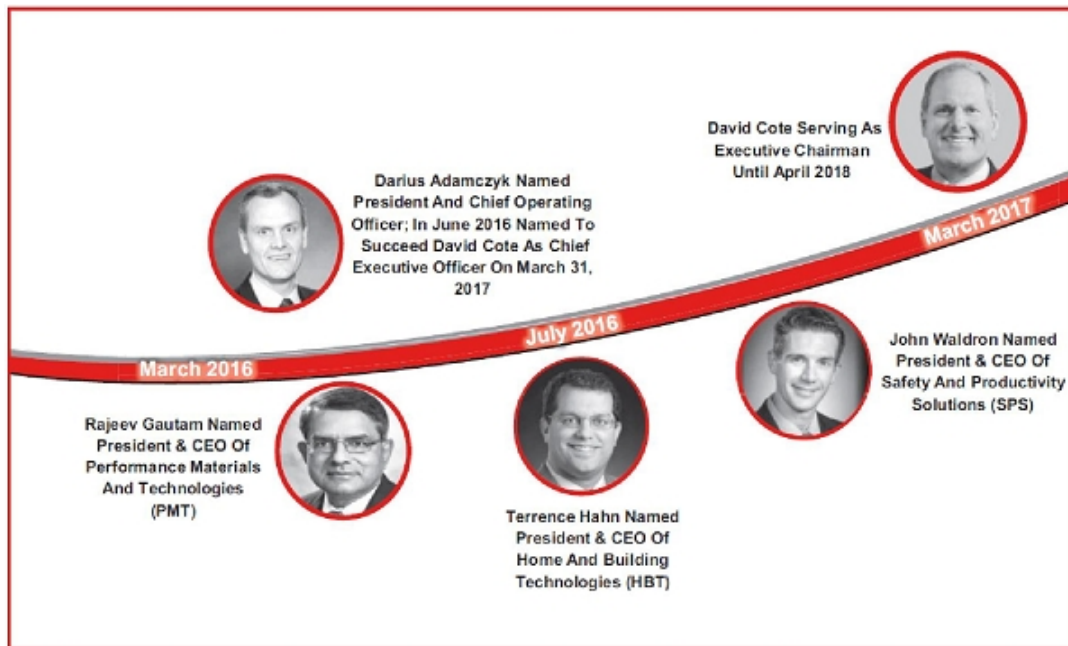 David Cote Serving As
Executive Chairman
Until April 2018
Darius Adamczyk Named
President And Chief Operating
Officer; In June 2016 Named To
Succeed David Cote As Chief
Executive Officer On March 31,
2017
March 2017
July 2016
March 2016
John Waldron Named
President & CEO Of
Safety And Productivity
Solutions (SPS)
Rajeev Gautam Named
President & CEO Of
Performance Materials
And Technologies
(PMT)
Terrence Hahn Named
President & CEO Of
Home And Building
Technologies (HBT)